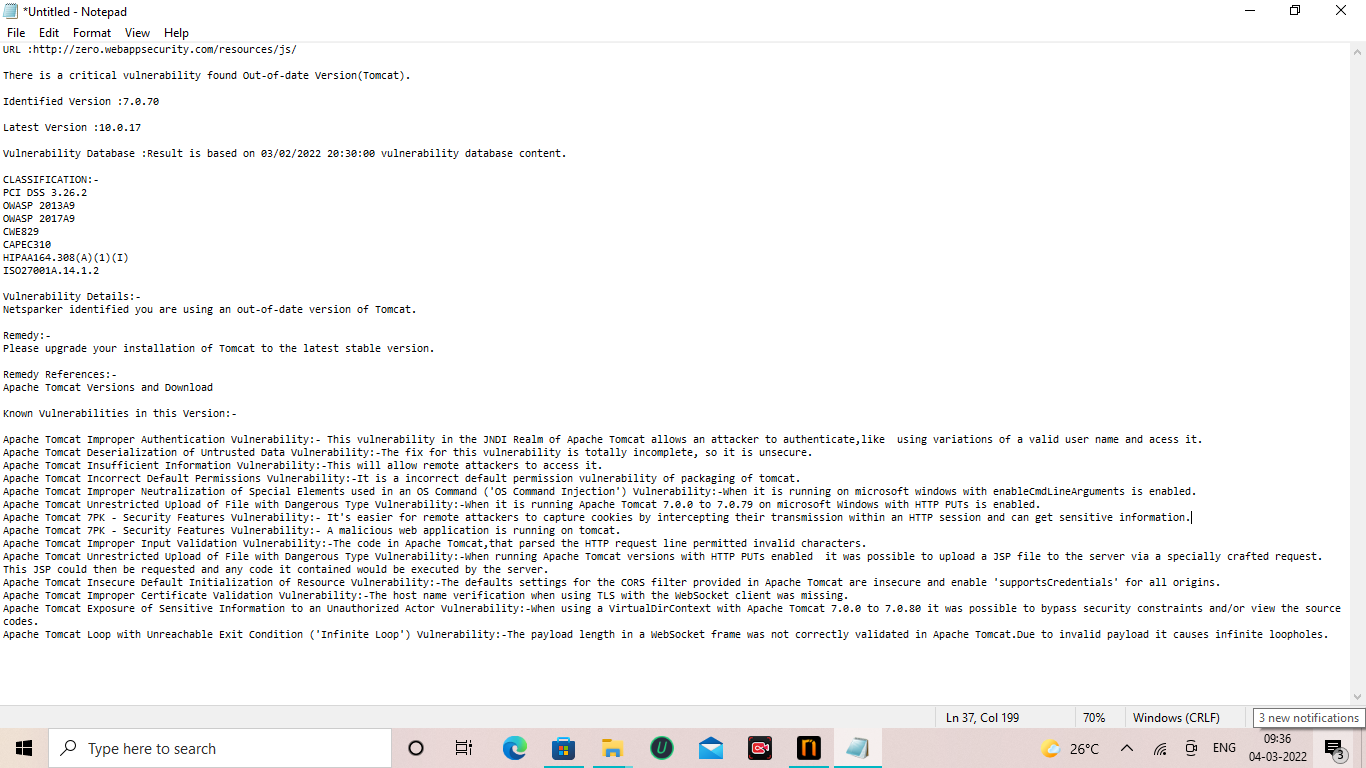 *Untitled - Notepad
File Edit Format View Help
URL :http://zero.webappsecurity.com/resources/js/
There is a critical vulnerability found Out-of-date Version(Tomcat).
Identified Version :7.0.70
Latest Version :10.0.17
Vulnerability Database :Result is based on 03/02/2022 20:30:00 vulnerability database content.
CLASSIFICATION:-
PCI DSS 3.26.2
OWASP 2013A9
OWASP 2017A9
CWE829
CAPEC310
HIPAA164.308(A)(1)(I)
ISO27001A.14.1.2
Vulnerability Details:-
Netsparker identified you are using an out-of-date version of Tomcat.
Remedy:-
Please upgrade your installation of Tomcat to the latest stable version.
Remedy References:-
Apache Tomcat Versions and Download
Known Vulnerabilities in this Version:-
Apache Tomcat Improper Authentication Vulnerability:- This vulnerability in the JNDI Realm of Apache Tomcat allows an attacker to authenticate,like  using variations of a valid user name and acess it.
Apache Tomcat Deserialization of Untrusted Data Vulnerability:-The fix for this vulnerability is totally incomplete, so it is unsecure.
Apache Tomcat Insufficient Information Vulnerability:-This will allow remote attackers to access it.
Apache Tomcat Incorrect Default Permissions Vulnerability:-It is a incorrect default permission vulnerability of packaging of tomcat.
Apache Tomcat Improper Neutralization of Special Elements used in an OS Command ('OS Command Injection') Vulnerability:-When it is running on microsoft windows with enableCmdLineArguments is enabled.
Apache Tomcat Unrestricted Upload of File with Dangerous Type Vulnerability:-When it is running Apache Tomcat 7.0.0 to 7.0.79 on microsoft Windows with HTTP PUTs is enabled.
Apache Tomcat 7PK - Security Features Vulnerability:- It's easier for remote attackers to capture cookies by intercepting their transmission within an HTTP session and can get sensitive information.
Apache Tomcat 7PK - Security Features Vulnerability:- A malicious web application is running on tomcat.
Apache Tomcat Improper Input Validation Vulnerability:-The code in Apache Tomcat,that parsed the HTTP request line permitted invalid characters.
Apache Tomcat Unrestricted Upload of File with Dangerous Type Vulnerability:-When running Apache Tomcat versions with HTTP PUTs enabled  it was possible to upload a JSP file to the server via a specially crafted request.
This JSP could then be requested and any code it contained would be executed by the server.
Apache Tomcat Insecure Default Initialization of Resource Vulnerability:-The defaults settings for the CORS filter provided in Apache Tomcat are insecure and enable 'supportsCredentials' for all origins.
Apache Tomcat Improper Certificate Validation Vulnerability:-The host name verification when using TLS with the WebSocket client was missing.
Apache Tomcat Exposure of Sensitive Information to an Unauthorized Actor Vulnerability:-When using a VirtualDirContext with Apache Tomcat 7.0.0 to 7.0.80 it was possible to bypass security constraints and/or view the source
codes.
Apache Tomcat Loop with Unreachable Exit Condition ('Infinite Loop') Vulnerability:-The payload length in a WebSocket frame was not correctly validated in Apache Tomcat.Due to invalid payload it causes infinite loopholes.
Ln 37, Col 199 70% Windows (CRLF) 3 new notifications
Type here to search U n 26°C ENG 09:36 3
04-03-2022